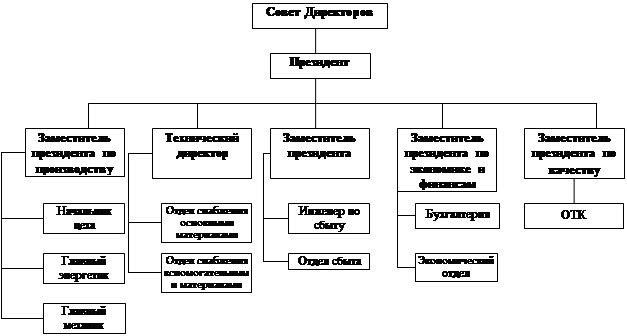 Совет Директоров
Президент
Заместитель
президента по
производству
Технический
директор
Заместитель
президента
Заместитель
президента по
экономике и
финансам
Заместитель
президента по
качеству
Начальник
цеха
Отдел снабжения
основными
материалами
Инженер по
сбыту
Бухгалтерия
ОТК
Главный
энергетик
Отдел снабжения
вспомогательным
и материалами
Отдел сбыта
Экономический
отдел
Главный
механик